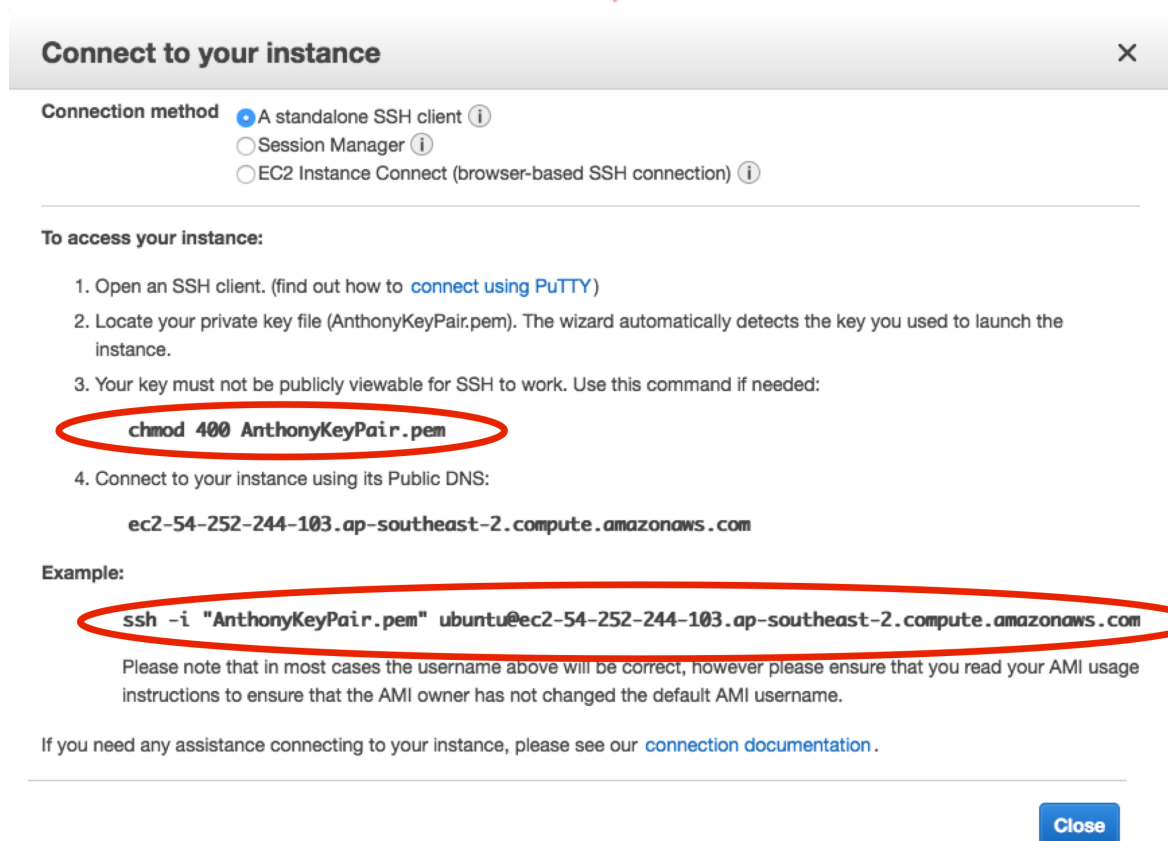 Connect to your instance ×
Connection method A standalone SSH client i
Session Manager i
EC2 Instance Connect (browser-based SSH connection) i
To access your instance:
1. Open an SSH client. (find out how to connect using PuTTY)
2. Locate your private key file (AnthonyKeyPair.pem). The wizard automatically detects the key you used to launch the
instance.
3. Your key must not be publicly viewable for SSH to work. Use this command if needed:
chmod 400 AnthonyKeyPair.pem
4. Connect to your instance using its Public DNS:
ec2-54-252-244-103.ap-southeast-2.compute.amazonaws.com
Example:
ssh -i "AnthonyKeyPair.pem" ubuntu@ec2-54-252-244-103.ap-southeast-2.compute.amazonaws.com
Please note that in most cases the username above will be correct, however please ensure that you read your AMI usage
instructions to ensure that the AMI owner has not changed the default AMI username.
If you need any assistance connecting to your instance, please see our connection documentation.
Close